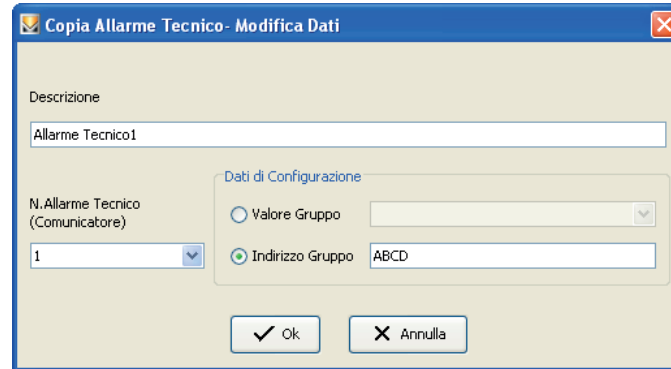 Copia Allarme Tecnico- Modifica Dati
Descrizione
Allarme Tecnico1
Dati di Configurazione
N.Allarme Tecnico
(Comunicatore)
1
Valore Gruppo
Indirizzo Gruppo
ABCD
Ok
Annulla